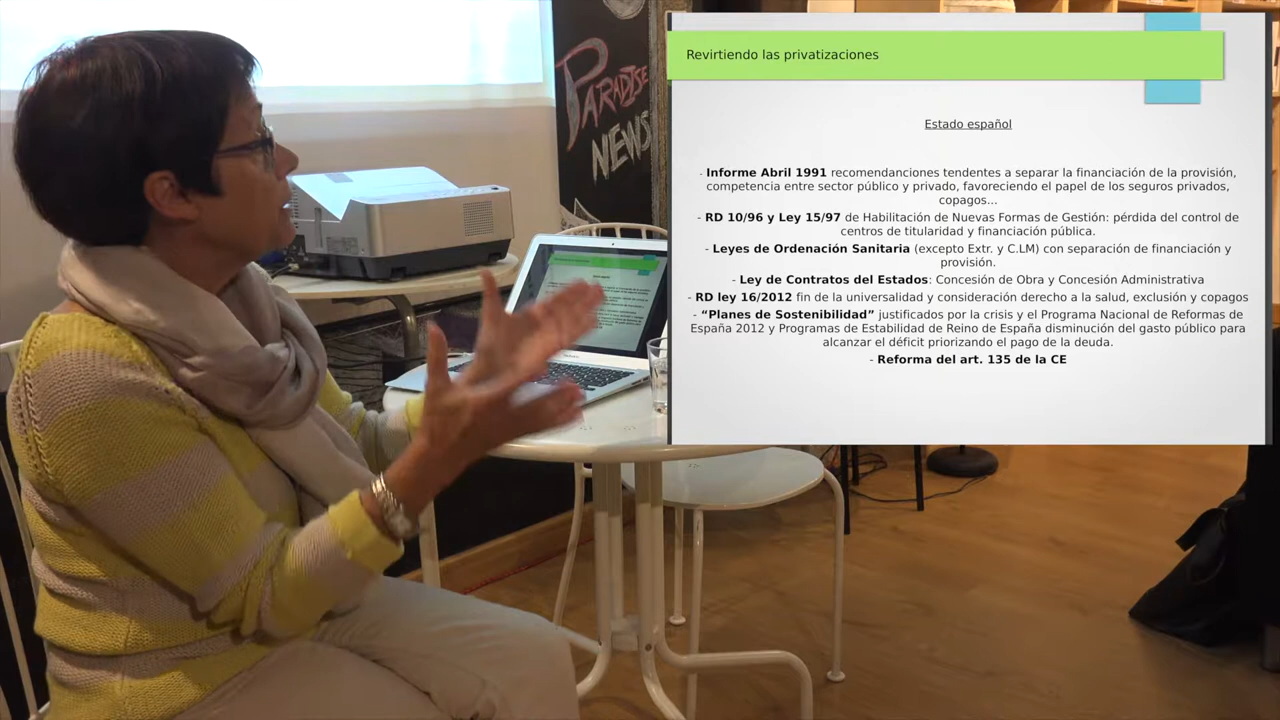 PARADISE
NEWS
Revirtiendo las privatizaciones
Estado español
- Informe Abril 1991 recomendanciones tendentes a separar la financiación de la provisión,
competencia entre sector público y privado, favoreciendo el papel de los seguros privados,
copagos...
- RD 10/96 y Ley 15/97 de Habilitación de Nuevas Formas de Gestión: pérdida del control de
centros de titularidad y financiación pública.
- Leyes de Ordenación Sanitaria (excepto Extr. y C.LM) con separación de financiación y
provisión.
- Ley de Contratos del Estados: Concesión de Obra y Concesión Administrativa
- RD ley 16/2012 fin de la universalidad y consideración derecho a la salud, exclusión y copagos
- “Planes de Sostenibilidad” justificados por la crisis y el Programa Nacional de Reformas de
España 2012 y Programas de Estabilidad de Reino de España disminución del gasto público para
alcanzar el déficit priorizando el pago de la deuda.
- Reforma del art. 135 de la CE